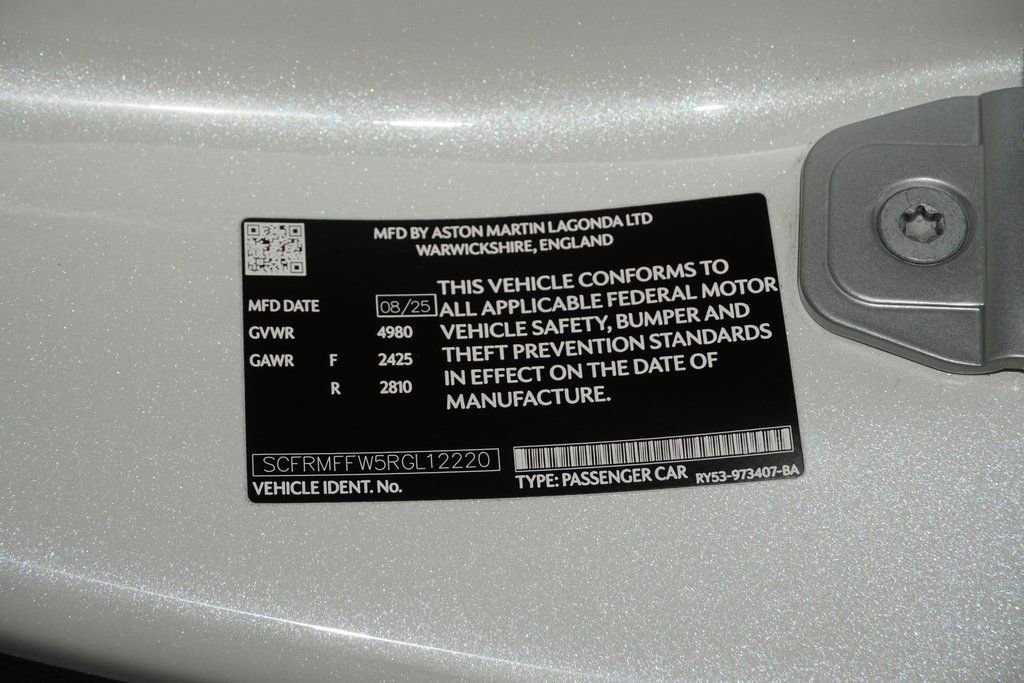 MFD BY ASTON MARTIN LAGONDA LTD
WARWICKSHIRE, ENGLAND
MFD DATE 08/25
GVWR 4980
GAWR F 2425
R 2810
THIS VEHICLE CONFORMS TO
ALL APPLICABLE FEDERAL MOTOR
VEHICLE SAFETY, BUMPER AND
THEFT PREVENTION STANDARDS
IN EFFECT ON THE DATE OF
MANUFACTURE.
SCFRMFFW5RGL12220
VEHICLE IDENT. No.
TYPE: PASSENGER CAR RY53-973407-BA